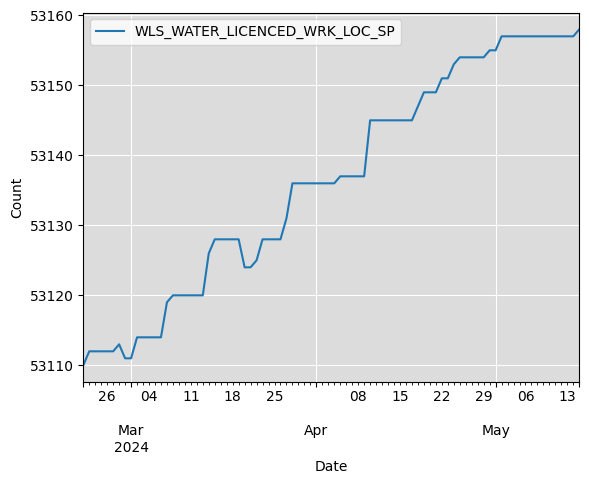 WLS_WATER_LICENCED_WRK_LOC_SP
53160
53150
53140
53130
53120
53110
Count
26 04 11 18 25 08 15 22 29 06 13
Mar Apr May
2024
Date